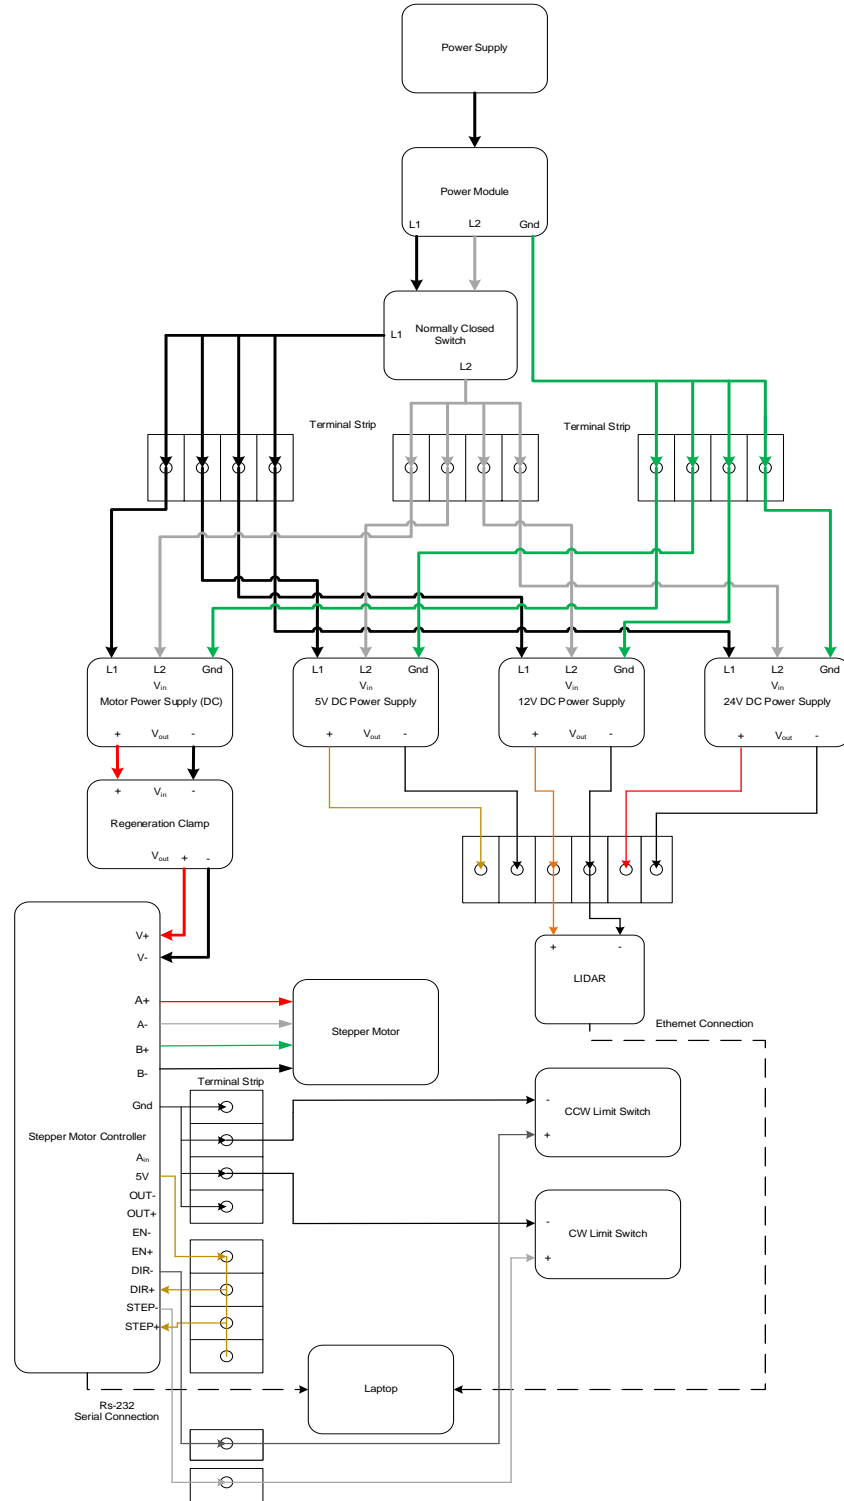 Power Supply
Power Module
L1 L2 Gnd
Normally Closed
Switch
L1
L2
Terminal Strip
Terminal Strip
L1 L2 Gnd
Vin
Motor Power Supply (DC)
+ Vout -
L1 L2 Gnd
Vin
5V DC Power Supply
+ Vout -
L1 L2 Gnd
Vin
12V DC Power Supply
+ Vout -
L1 L2 Gnd
Vin
24V DC Power Supply
+ Vout -
+ Vin -
Regeneration Clamp
Vout + -
+ -
LIDAR
Ethernet Connection
V+
V-
A+
A-
B+
B-
Gnd
Stepper Motor Controller
Ain
5V
OUT-
OUT+
EN-
EN+
DIR-
DIR+
STEP-
STEP+
Stepper Motor
Terminal Strip
-
CCW Limit Switch
+
-
CW Limit Switch
+
Laptop
Rs-232
Serial Connection